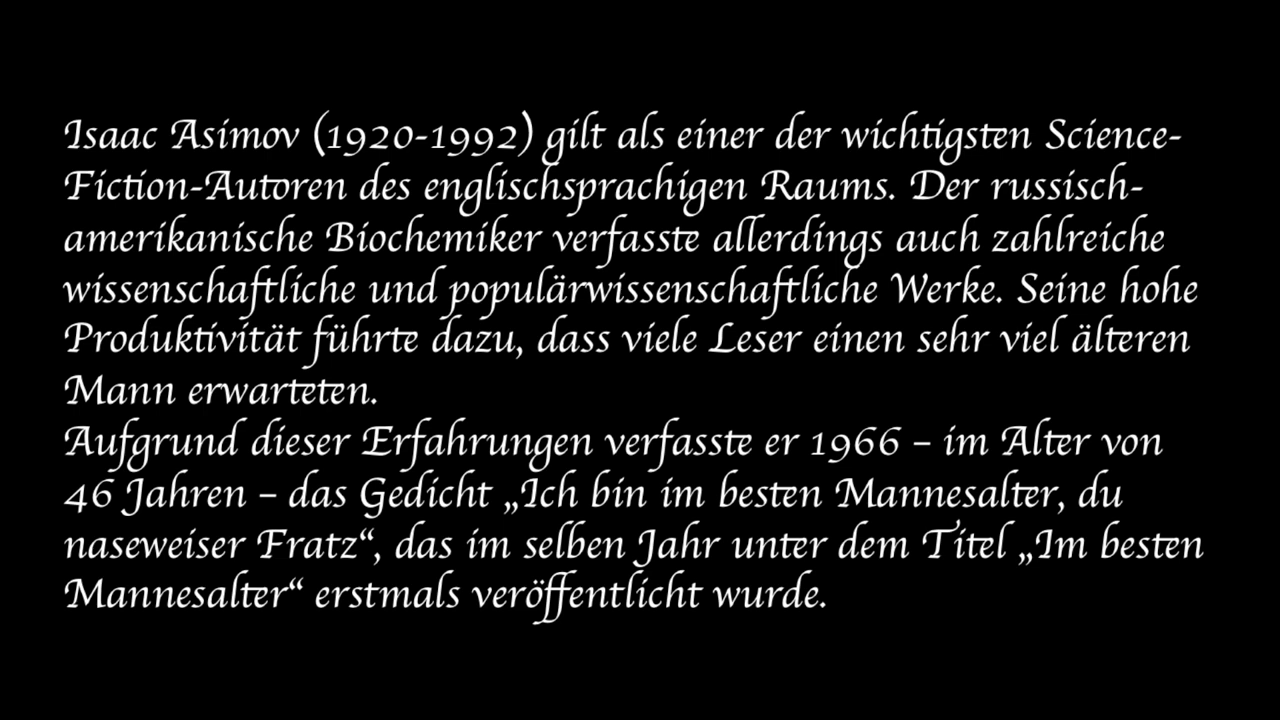 Isaac Asimov (1920-1992) gilt als einer der wichtigsten Science-
Fiction-Autoren des englischsprachigen Raums. Der russisch-
amerikanische Biochemiker verfasste allerdings auch zahlreiche
wissenschaftliche und populärwissenschaftliche Werke. Seine hohe
Produktivität führte dazu, dass viele Leser einen sehr viel älteren
Mann erwarteten.
Aufgrund dieser Erfahrungen verfasste er 1966 – im Alter von
46 Jahren – das Gedicht „Ich bin im besten Mannesalter, du
naseweiser Fratz“, das im selben Jahr unter dem Titel „Im besten
Mannesalter“ erstmals veröffentlicht wurde.